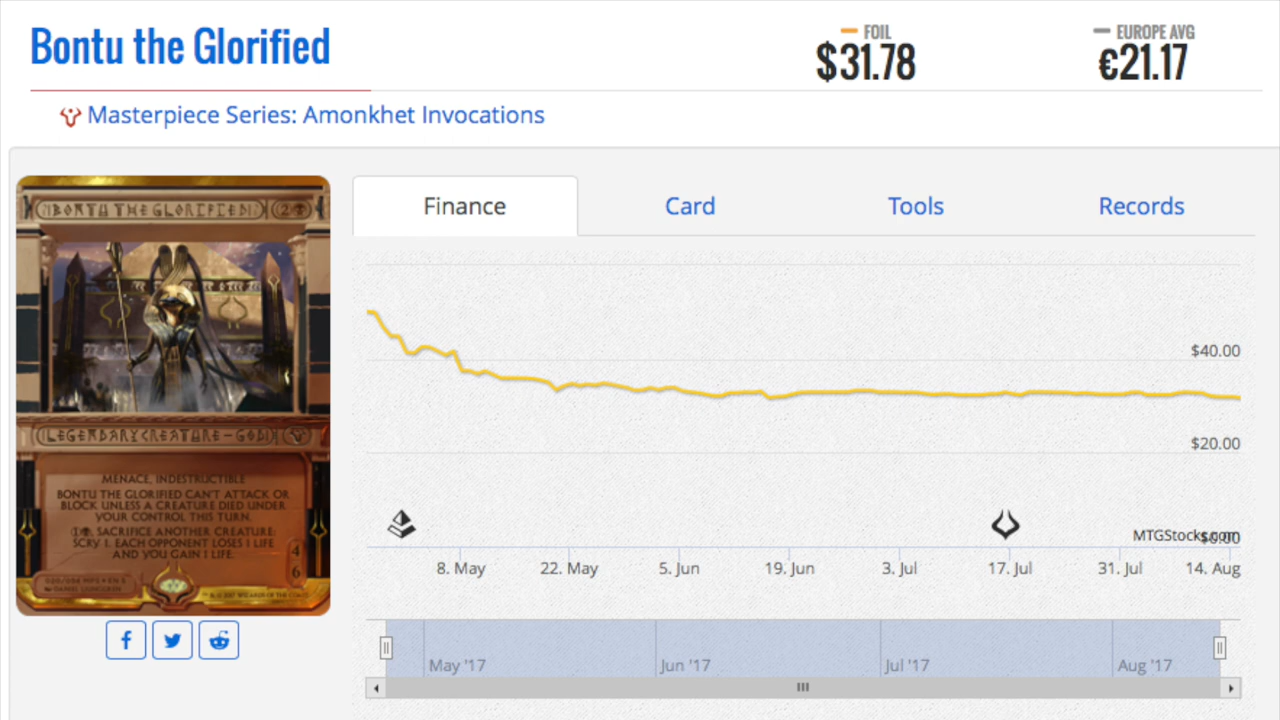 Bontu the Glorified
FOIL
$31.78
EUROPE AVG
€21.17
Masterpiece Series: Amonkhet Invocations
BONTU THE GLORIFIED
2
LEGENDARY CREATURE – GOD
MENACE, INDESTRUCTIBLE
BONTU THE GLORIFIED CAN'T ATTACK OR
BLOCK UNLESS A CREATURE DIED UNDER
YOUR CONTROL THIS TURN.
SACRIFICE ANOTHER CREATURE:
SCRY 1. EACH OPPONENT LOSES 1 LIFE
AND YOU GAIN 1 LIFE.
4
6
Finance
Card
Tools
Records
$40.00
$20.00
$0.00
MTGStocks.com
8. May
22. May
5. Jun
19. Jun
3. Jul
17. Jul
31. Jul
14. Aug
May '17
Jun '17
Jul '17
Aug '17